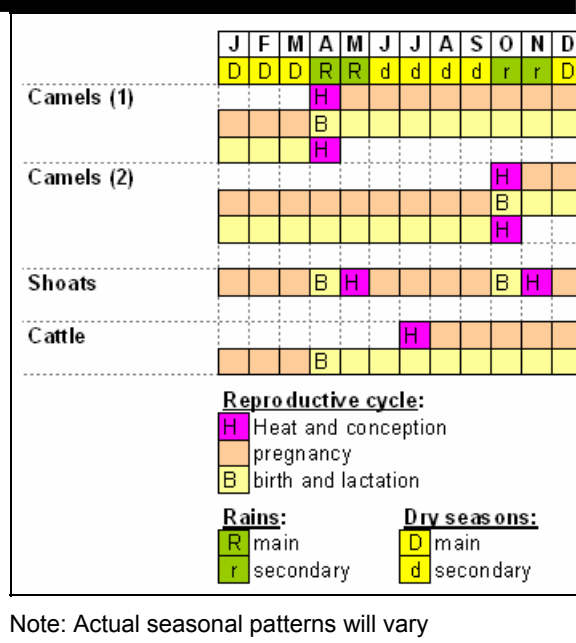 J F M A M J J A S O N D
D D D R R d d d d r r D
Camels (1) H
B
H
Camels (2) H
B
H
Shoats B H B H
Cattle H
B
Reproductive cycle:
H Heat and conception
pregnancy
B birth and lactation
Rains: Dry seasons:
R main D main
r secondary d secondary
Note: Actual seasonal patterns will vary